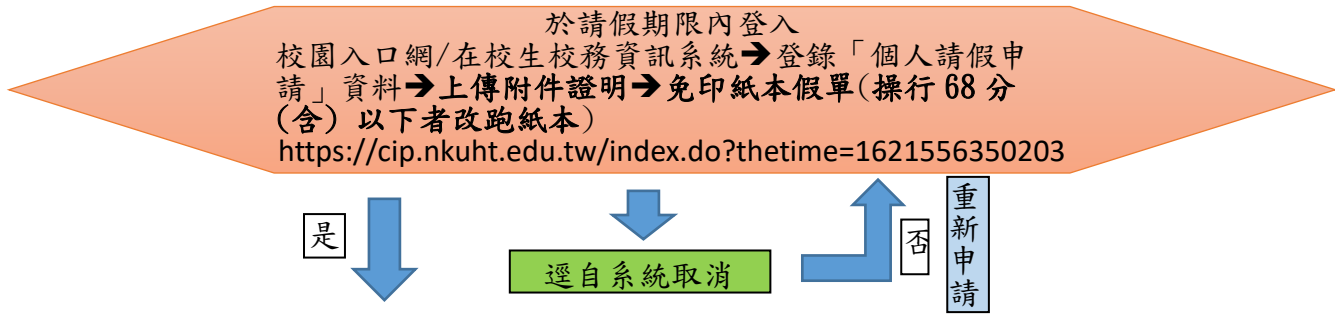 於請假期限內登入
校園入口網/在校生校務資訊系統➔登錄「個人請假申
請」資料➔上傳附件證明➔免印紙本假單(操行 68 分
(含) 以下者改跑紙本)
https://cip.nkuht.edu.tw/index.do?thetime=1621556350203
是
逕自系統取消
否
重新申請